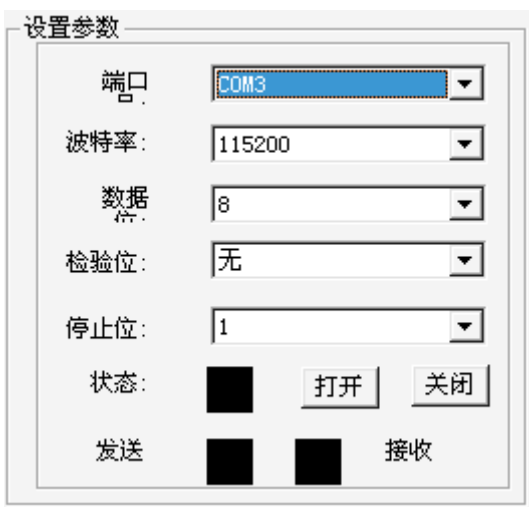 设置参数
端口
COM3
波特率:
115200
数据
位:
8
检验位:
无
停止位:
1
状态:
打开
关闭
发送
接收